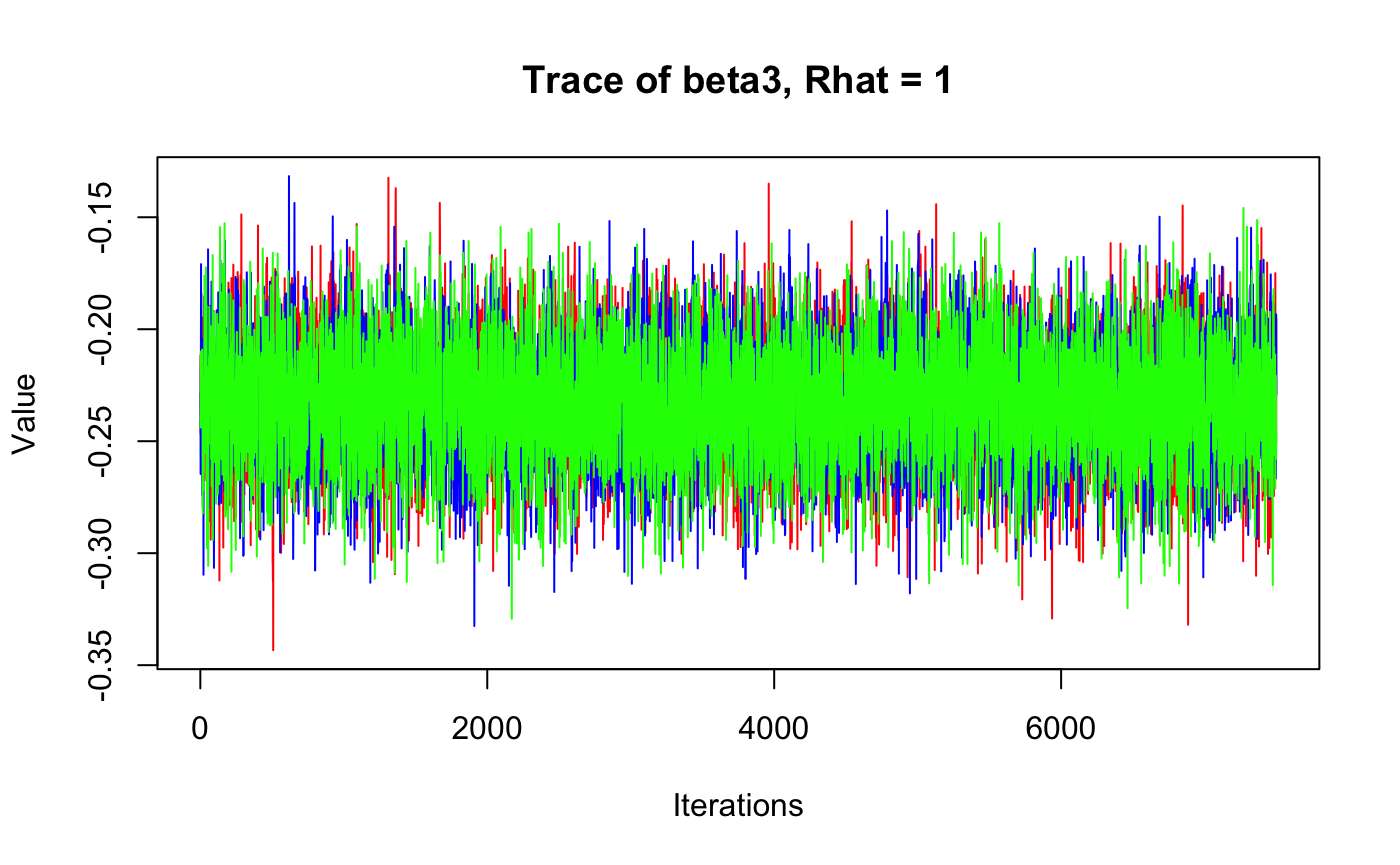 Trace of beta3, Rhat = 1
Value
-0.15
-0.20
-0.25
-0.30
-0.35
0 2000 4000 6000
Iterations